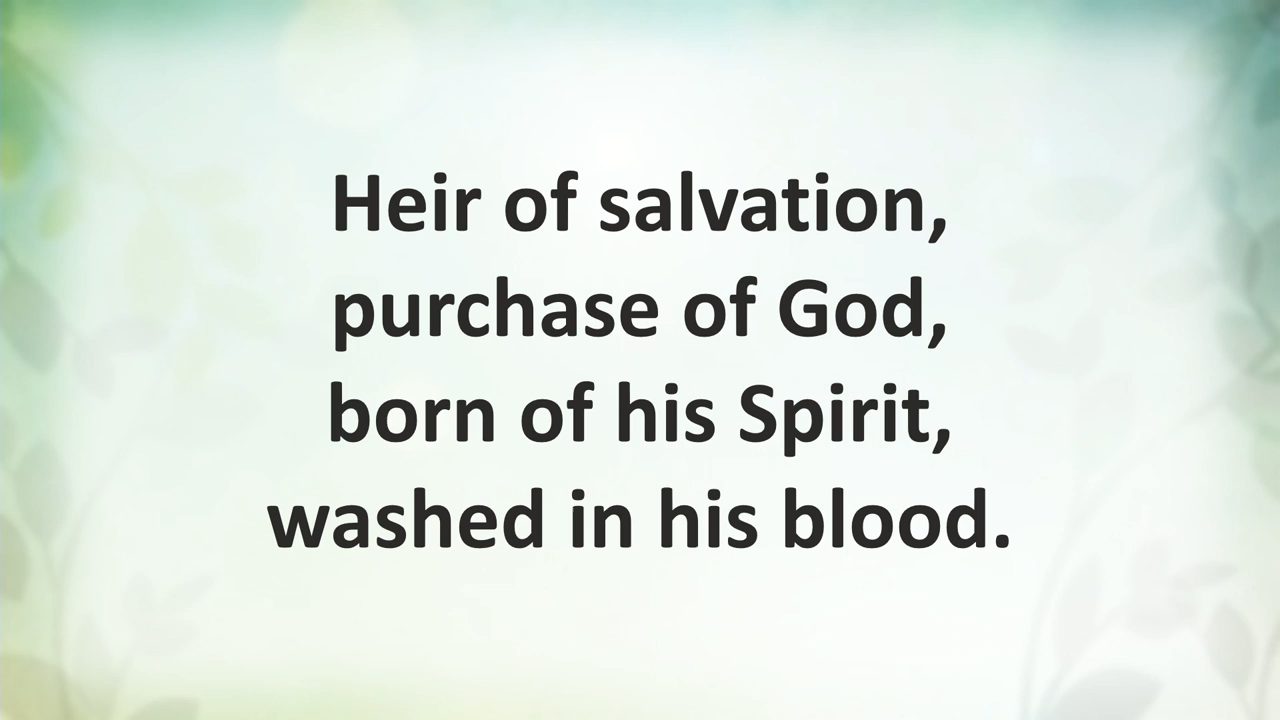 Heir of salvation,
purchase of God,
born of his Spirit,
washed in his blood.